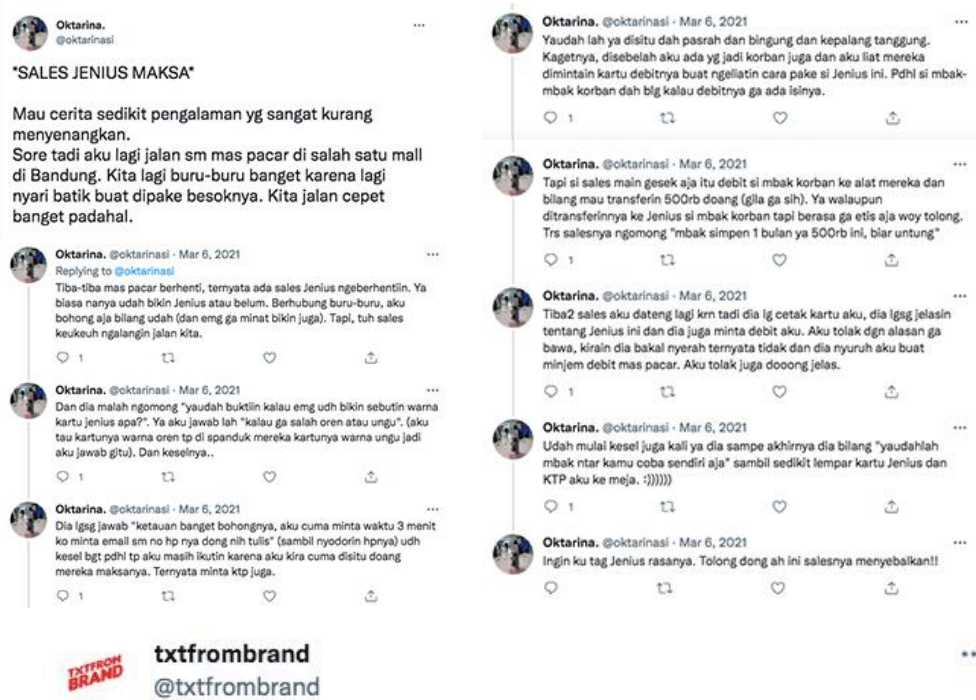 Oktarina.
@oktarinasi
*SALES JENIUS MAKSA*
Mau cerita sedikit pengalaman yg sangat kurang
menyenangkan.
Sore tadi aku lagi jalan sm mas pacar di salah satu mall
di Bandung. Kita lagi buru-buru banget karena lagi
nyari batik buat dipake besoknya. Kita jalan cepet
banget padahal.
Oktarina. @oktarinasi · Mar 6, 2021
Replying to @oktarinasi
Tiba-tiba mas pacar berhenti, ternyata ada sales Jenius ngeberhentiin. Ya
biasa nanya udah bikin Jenius atau belum. Berhubung buru-buru, aku
bohong aja bilang udah (dan emg ga minat bikin juga). Tapi, tuh sales
keukeuh ngalangin jalan kita.
1
Oktarina. @oktarinasi · Mar 6, 2021
Dan dia malah ngomong "yaudah buktiin kalau emg udh bikin sebutin warna
kartu jenius apa?". Ya aku jawab lah "kalau ga salah oren atau ungu". (aku
tau kartunya warna oren tp di spanduk mereka kartunya warna ungu jadi
aku jawab gitu). Dan keselnya..
1
Oktarina. @oktarinasi · Mar 6, 2021
Dia lgsg jawab "ketauan banget bohongnya, aku cuma minta waktu 3 menit
ko minta email sm no hp nya dong nih tulis" (sambil nyodorin hpnya) udh
kesel bgt pdhl tp aku masih ikutin karena aku kira cuma disitu doang
mereka maksanya. Ternyata minta ktp juga.
1
Oktarina. @oktarinasi · Mar 6, 2021
Yaudah lah ya disitu dah pasrah dan bingung dan kepalang tanggung.
Kagetnya, disebelah aku ada yg jadi korban juga dan aku liat mereka
dimintain kartu debitnya buat ngeliatin cara pake si Jenius ini. Pdhl si mbak-
mbak korban dah blg kalau debitnya ga ada isinya.
1
Oktarina. @oktarinasi · Mar 6, 2021
Tapi si sales main gesek aja itu debit si mbak korban ke alat mereka dan
bilang mau transferin 500rb doang (gila ga sih). Ya walaupun
ditransferinnya ke Jenius si mbak korban tapi berasa ga etis aja woy tolong.
Trs salesnya ngomong "mbak simpen 1 bulan ya 500rb ini, biar untung"
1
Oktarina. @oktarinasi · Mar 6, 2021
Tiba2 sales aku dateng lagi krn tadi dia lg cetak kartu aku, dia lgsg jelasin
tentang Jenius ini dan dia juga minta debit aku. Aku tolak dgn alasan ga
bawa, kirain dia bakal nyerah ternyata tidak dan dia nyuruh aku buat
minjem debit mas pacar. Aku tolak juga dooong jelas.
1
Oktarina. @oktarinasi · Mar 6, 2021
Udah mulai kesel juga kali ya dia sampe akhirnya dia bilang "yaudahlah
mbak ntar kamu coba sendiri aja" sambil sedikit lempar kartu Jenius dan
KTP aku ke meja. :))))))
1
Oktarina. @oktarinasi · Mar 6, 2021
Ingin ku tag Jenius rasanya. Tolong dong ah ini salesnya menyebalkan!!
TXTFROM
BRAND
txtfrombrand
@txtfrombrand